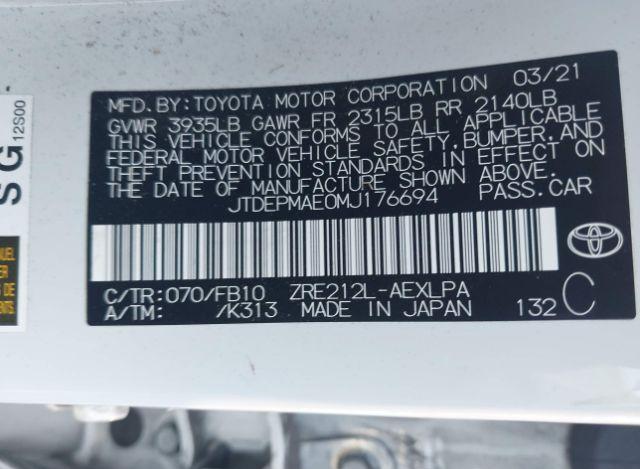 MFD.BY:TOYOTA MOTOR CORPORATION 03/21
GVWR 3935LB GAWR FR 2315LB RR 2140LB
THIS VEHICLE CONFORMS TO ALL APPLICABLE
FEDERAL MOTOR VEHICLE SAFETY,BUMPER,AND
THEFT PREVENTION STANDARDS IN EFFECT ON
THE DATE OF MANUFACTURE SHOWN ABOVE.
JTDEPMAE0MJ176694 PASS.CAR
C/TR:070/FB10 ZRE212L-AEXLPA
A/TM: /K313 MADE IN JAPAN 132 C
SG
12S00